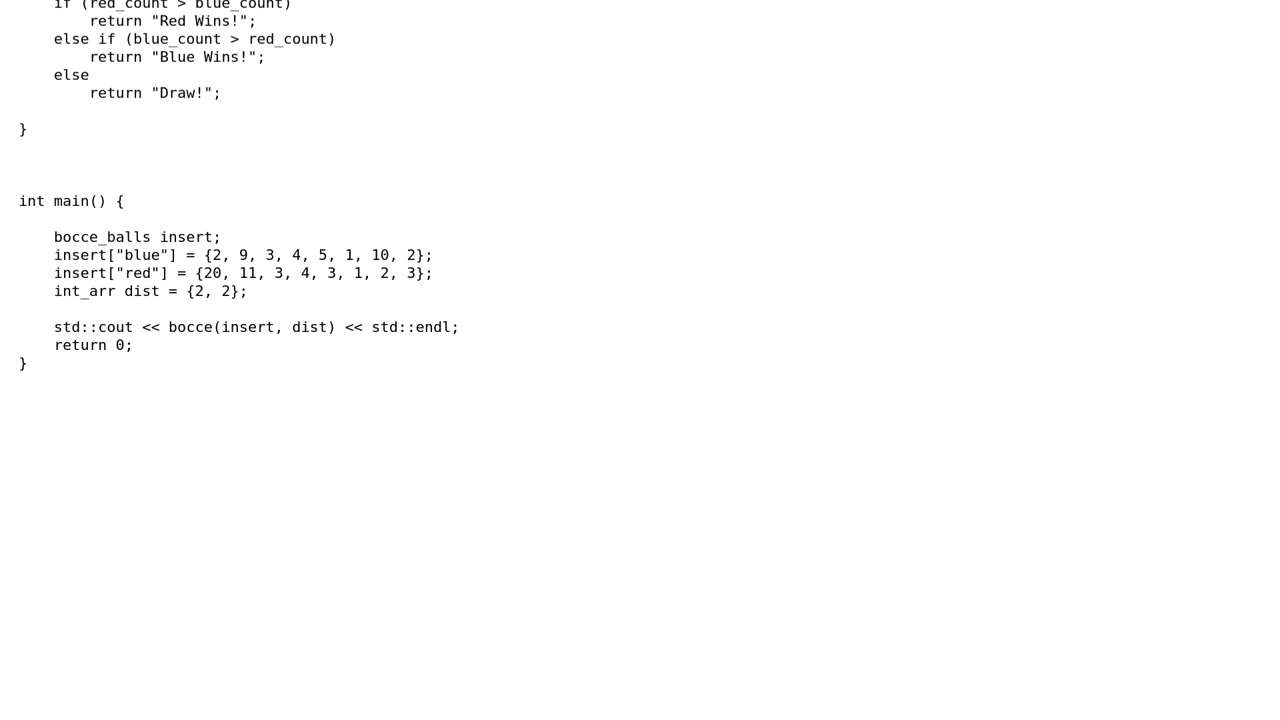 if (red_count > blue_count)
        return "Red Wins!";
    else if (blue_count > red_count)
        return "Blue Wins!";
    else
        return "Draw!";

}

int main() {

    bocce_balls insert;
    insert["blue"] = {2, 9, 3, 4, 5, 1, 10, 2};
    insert["red"] = {20, 11, 3, 4, 3, 1, 2, 3};
    int_arr dist = {2, 2};

    std::cout << bocce(insert, dist) << std::endl;
    return 0;
}